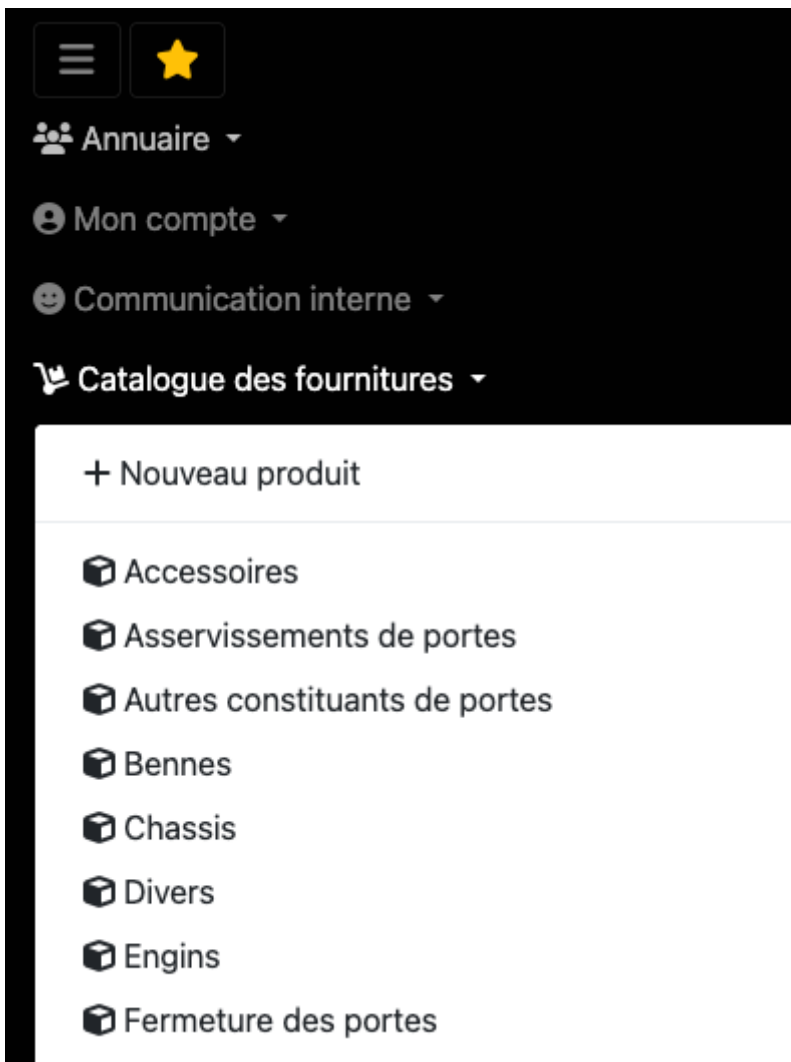 Annuaire
Mon compte
Communication interne
Catalogue des fournitures
+ Nouveau produit
Accessoires
Asservissements de portes
Autres constituants de portes
Bennes
Chassis
Divers
Engins
Fermeture des portes